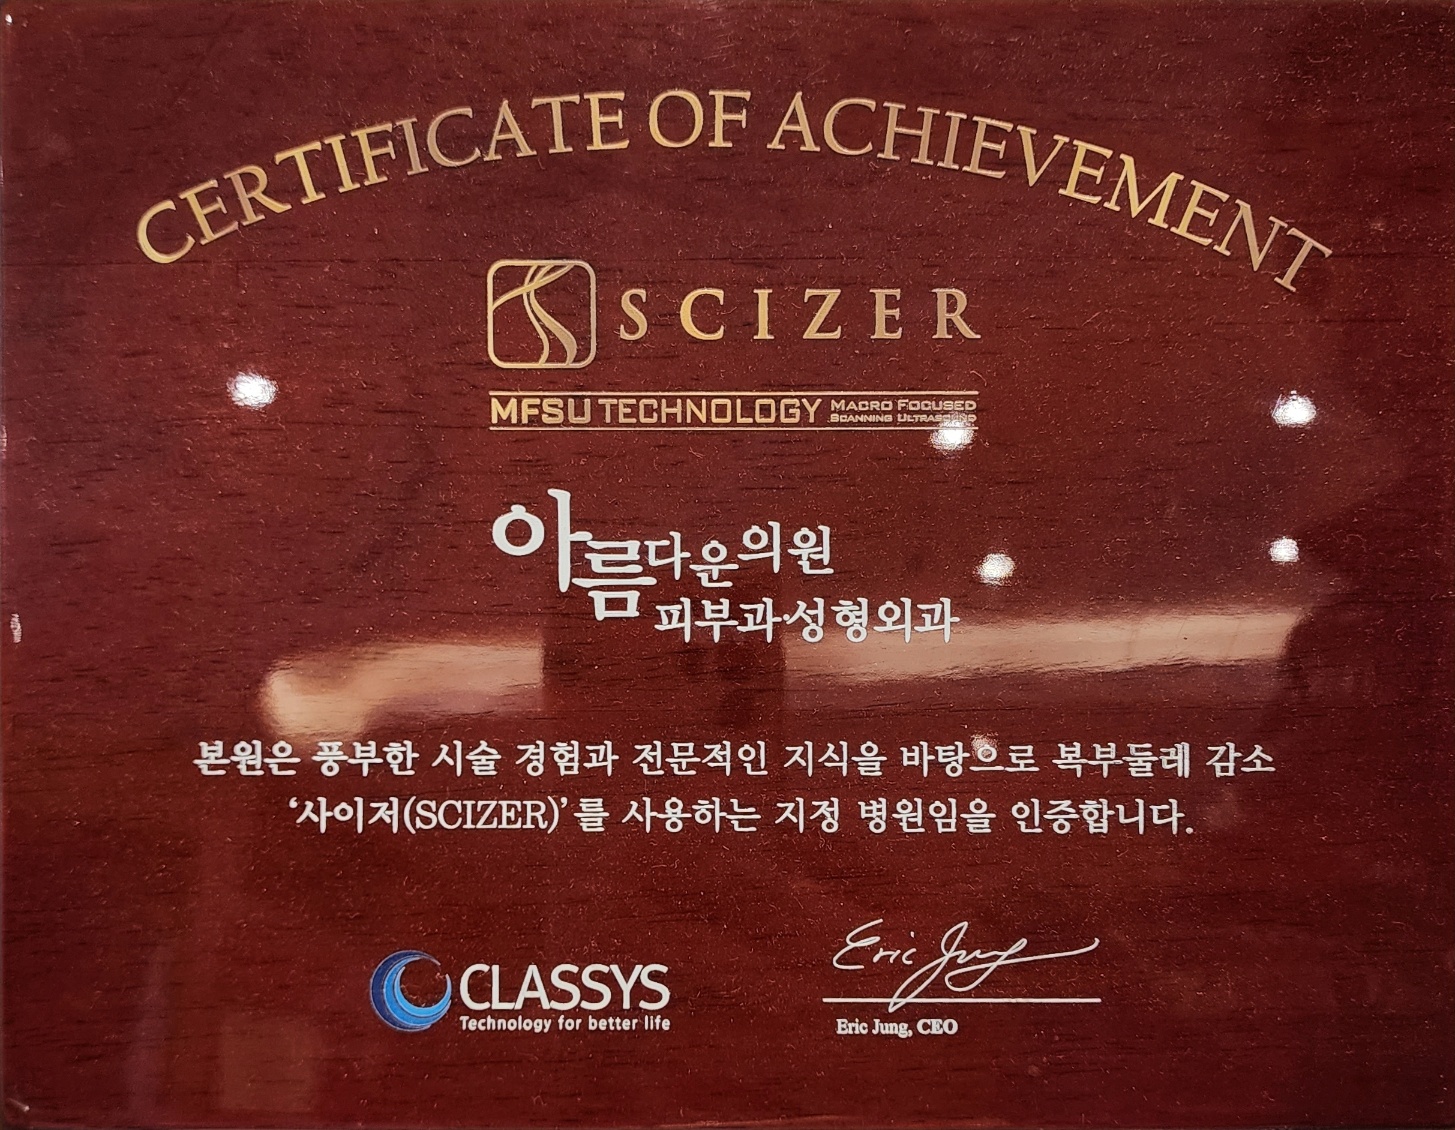 CERTIFICATE OF ACHIEVEMENT
SCIZER
MFSU TECHNOLOGY MACRO FOCUSED
SCANNING ULTRASOUND
아름다운의원
피부과·성형외과
본원은 풍부한 시술 경험과 전문적인 지식을 바탕으로 복부둘레 감소
‘사이저(SCIZER)’를 사용하는 지정 병원임을 인증합니다.
Eric Jung
CLASSYS
Technology for better life
Eric Jung, CEO